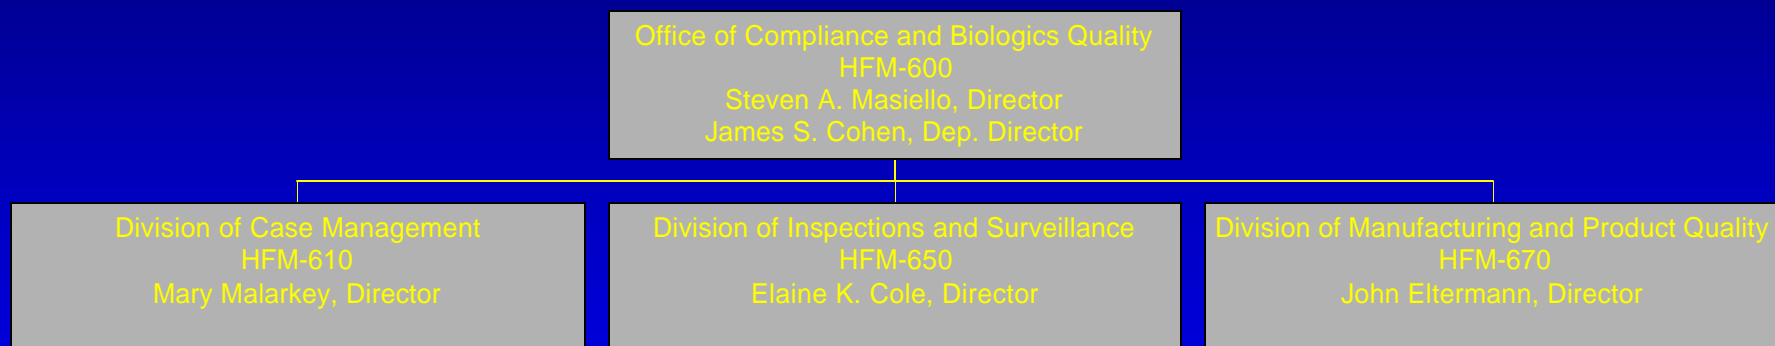 Office of Compliance and Biologics Quality
HFM-600
Steven A. Masiello, Director
James S. Cohen, Dep. Director
Division of Case Management
HFM-610
Mary Malarkey, Director
Division of Inspections and Surveillance
HFM-650
Elaine K. Cole, Director
Division of Manufacturing and Product Quality
HFM-670
John Eltermann, Director